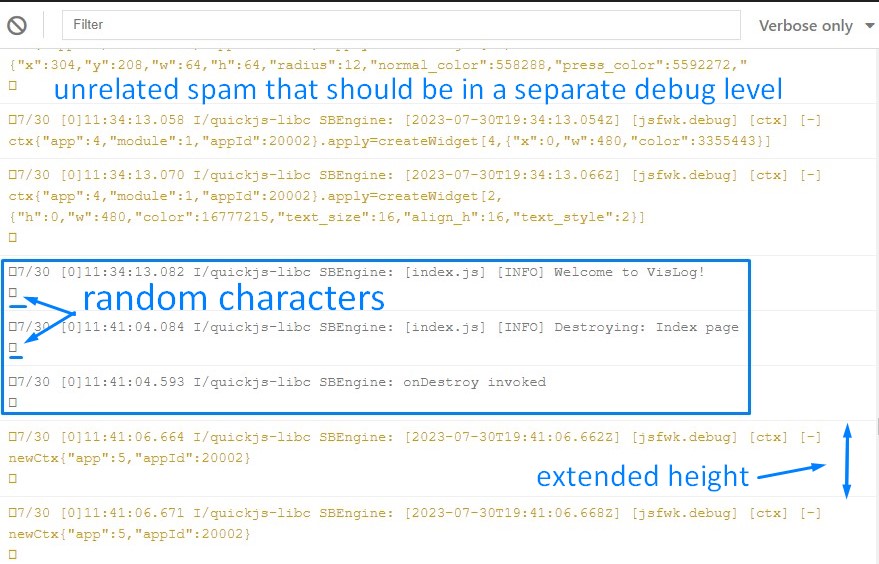 Filter
Verbose only
{"x":304,"y":208,"w":64,"h":64,"radius":12,"normal_color":558288,"press_color":5592272,"
□
unrelated spam that should be in a separate debug level
□7/30 [0]11:34:13.058 I/quickjs-libc SBEngine: [2023-07-30T19:34:13.054Z] [jsfwk.debug] [ctx] [-]
ctx{"app":4,"module":1,"appId":20002}.apply=createWidget[4,{"x":0,"w":480,"color":3355443}]
□7/30 [0]11:34:13.070 I/quickjs-libc SBEngine: [2023-07-30T19:34:13.066Z] [jsfwk.debug] [ctx] [-]
ctx{"app":4,"module":1,"appId":20002}.apply=createWidget[2,
{"h":0,"w":480,"color":16777215,"text_size":16,"align_h":16,"text_style":2}]
□
□7/30 [0]11:34:13.082 I/quickjs-libc SBEngine: [index.js] [INFO] Welcome to VisLog!
□
random characters
□7/30 [0]11:41:04.084 I/quickjs-libc SBEngine: [index.js] [INFO] Destroying: Index page
□
□7/30 [0]11:41:04.593 I/quickjs-libc SBEngine: onDestroy invoked
□
□7/30 [0]11:41:06.664 I/quickjs-libc SBEngine: [2023-07-30T19:41:06.662Z] [jsfwk.debug] [ctx] [-]
newCtx{"app":5,"appId":20002}
□
extended height
□7/30 [0]11:41:06.671 I/quickjs-libc SBEngine: [2023-07-30T19:41:06.668Z] [jsfwk.debug] [ctx] [-]
newCtx{"app":5,"appId":20002}
□